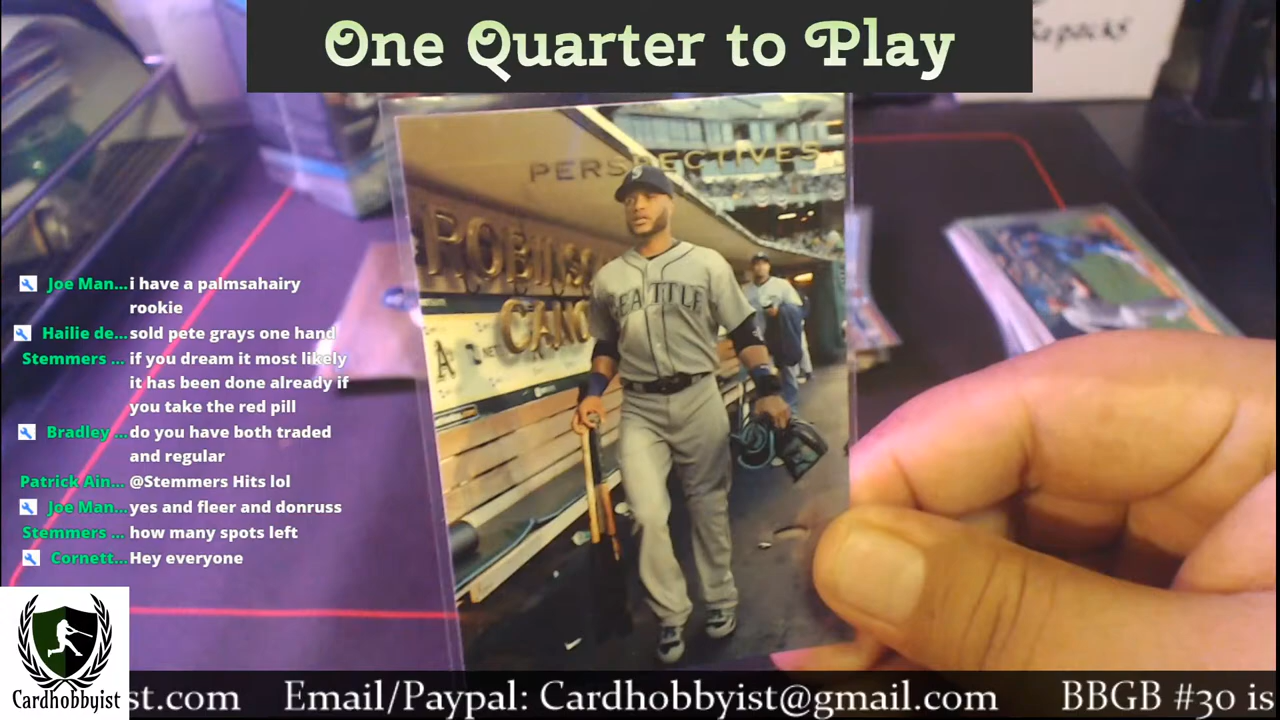 One Quarter to Play
epacks
PERSPECTIVES
ROBINS
CANO
SEATTLE
Joe Man... i have a palmsahairy
rookie
Hailie de... sold pete grays one hand
Stemmers ... if you dream it most likely
it has been done already if
you take the red pill
Bradley ... do you have both traded
and regular
Patrick Ain... @Stemmers Hits lol
Joe Man... yes and fleer and donruss
Stemmers ... how many spots left
Cornett... Hey everyone
Cardhobbyist
st.com Email/Paypal: Cardhobbyist@gmail.com BBGB #30 is